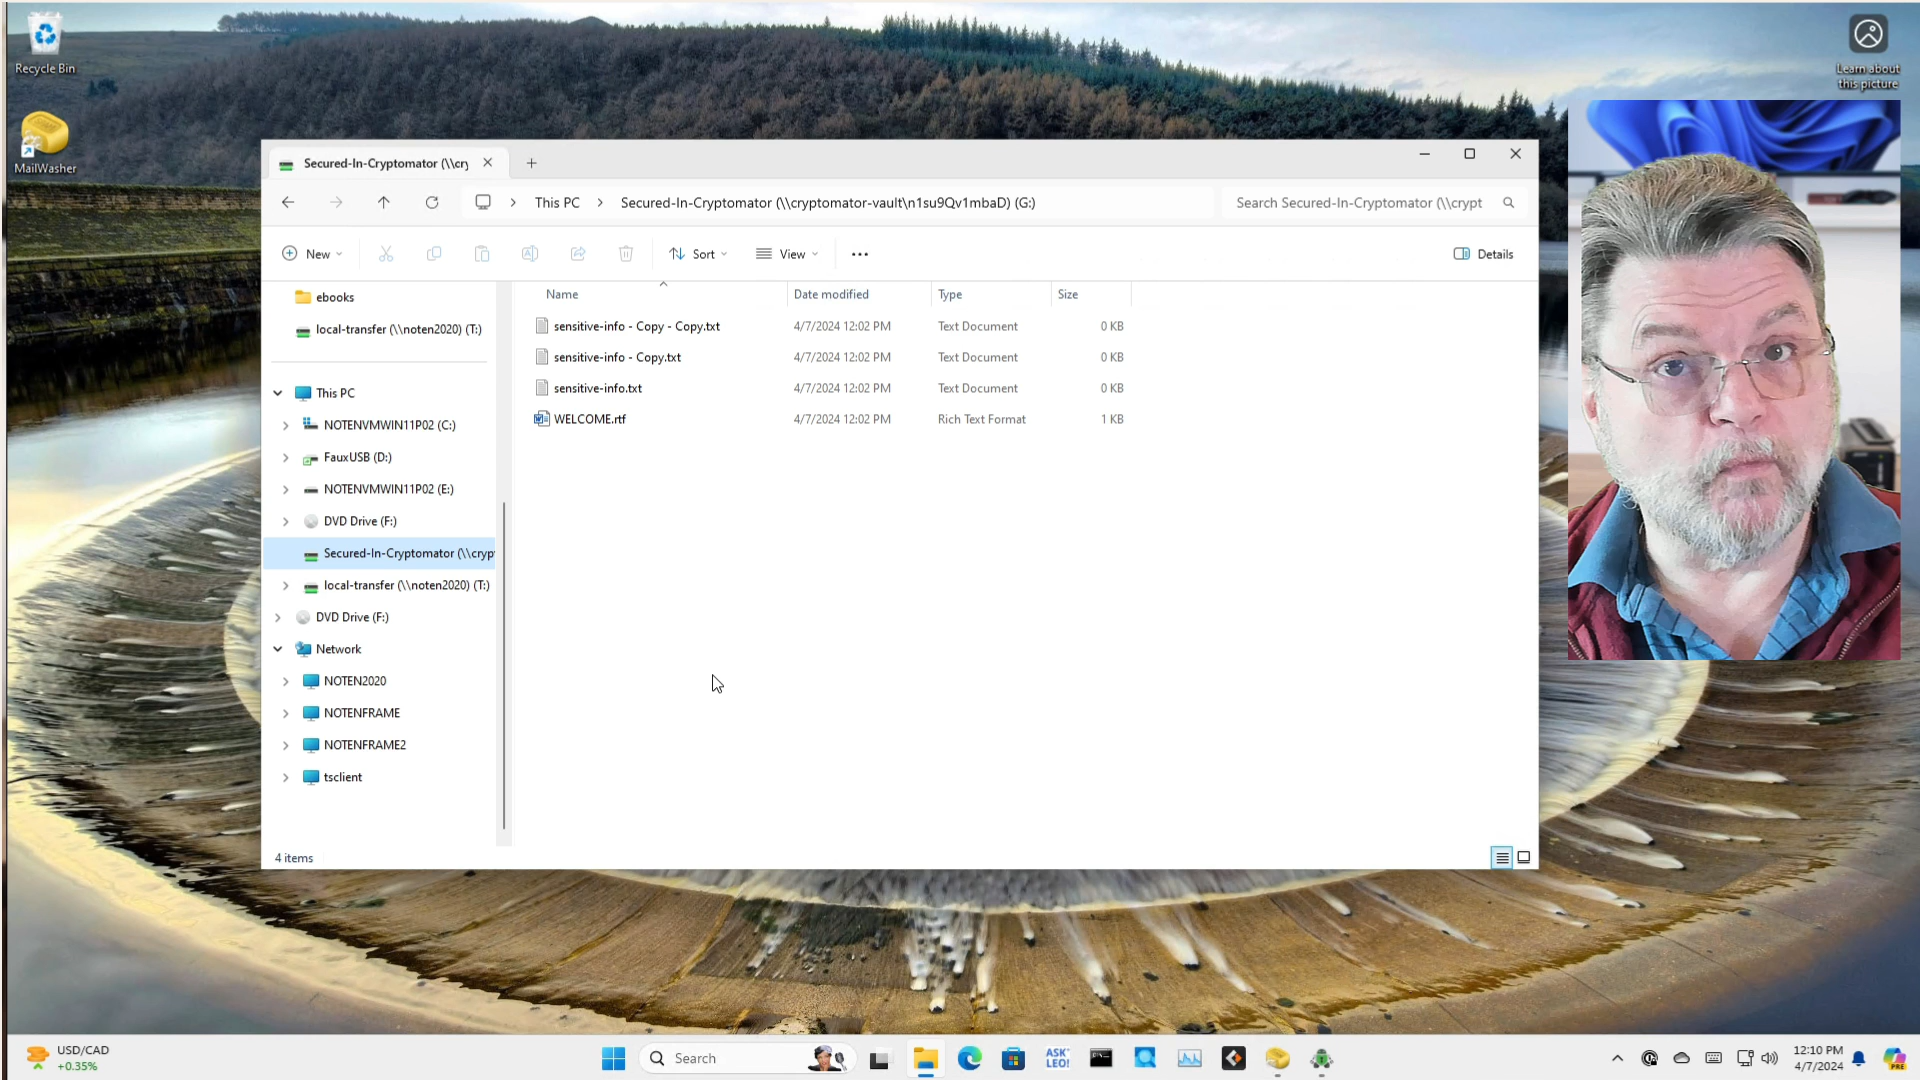 Recycle Bin
Learn about
this picture
MailWasher
Secured-In-Cryptomator (\\cry
This PC
Secured-In-Cryptomator (\\cryptomator-vault\n1su9Qv1mbaD) (G:)
Search Secured-In-Cryptomator (\\crypt
New
Sort
View
Details
ebooks
local-transfer (\\noten2020) (T:)
This PC
NOTENVMWIN11P02 (C:)
FauxUSB (D:)
NOTENVMWIN11P02 (E:)
DVD Drive (F:)
Secured-In-Cryptomator (\\cryp
local-transfer (\\noten2020) (T:)
DVD Drive (F:)
Network
NOTEN2020
NOTENFRAME
NOTENFRAME2
tsclient
Name Date modified Type Size
sensitive-info - Copy - Copy.txt 4/7/2024 12:02 PM Text Document 0 KB
sensitive-info - Copy.txt 4/7/2024 12:02 PM Text Document 0 KB
sensitive-info.txt 4/7/2024 12:02 PM Text Document 0 KB
WELCOME.rtf 4/7/2024 12:02 PM Rich Text Format 1 KB
4 items
USD/CAD
+0.35%
Search
ASK
LEO!
12:10 PM
4/7/2024
PRE